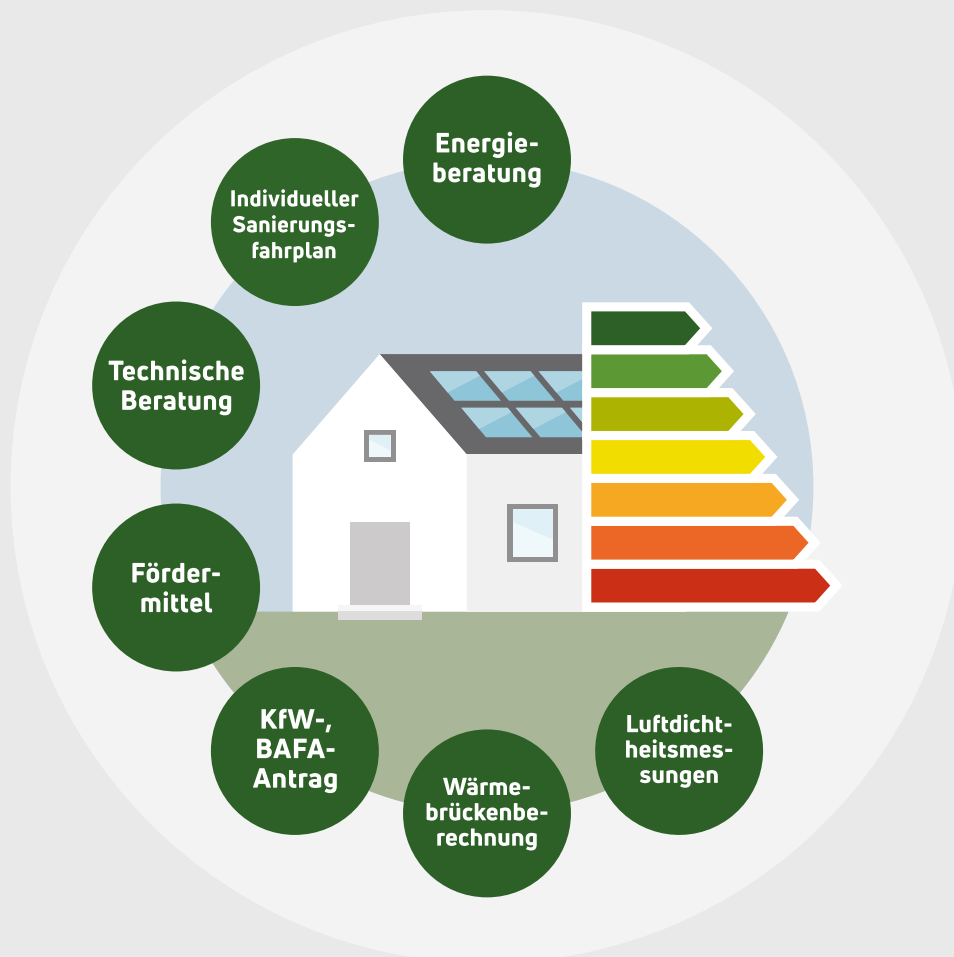 Energie-
beratung
Individueller
Sanierungs-
fahrplan
Technische
Beratung
Förder-
mittel
KfW-,
BAFA-
Antrag
Wärme-
brückenbe-
rechnung
Luftdicht-
heitsmes-
sungen